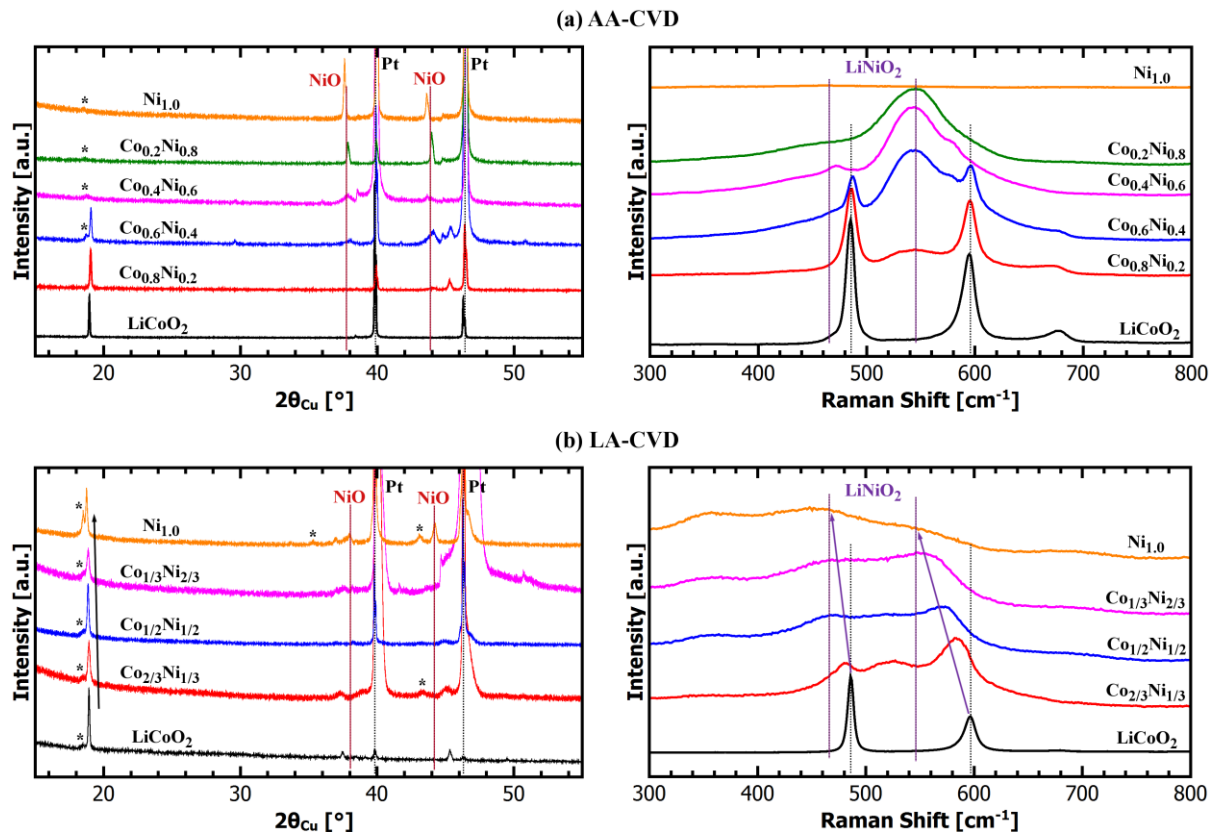 (a) AA-CVD
Intensity [a.u.]
NiO
Pt
NiO
Pt
*
Ni1.0
*
Co0.2Ni0.8
*
Co0.4Ni0.6
*
Co0.6Ni0.4
Co0.8Ni0.2
LiCoO2
20 30 40 50
2θCu [°]
Intensity [a.u.]
LiNiO2
Ni1.0
Co0.2Ni0.8
Co0.4Ni0.6
Co0.6Ni0.4
Co0.8Ni0.2
LiCoO2
300 400 500 600 700 800
Raman Shift [cm-1]
(b) LA-CVD
Intensity [a.u.]
NiO
Pt
NiO
Pt
*
Ni1.0
*
*
*
Co1/3Ni2/3
*
Co1/2Ni1/2
*
Co2/3Ni1/3
*
*
LiCoO2
20 30 40 50
2θCu [°]
Intensity [a.u.]
LiNiO2
Ni1.0
Co1/3Ni2/3
Co1/2Ni1/2
Co2/3Ni1/3
LiCoO2
300 400 500 600 700 800
Raman Shift [cm-1]